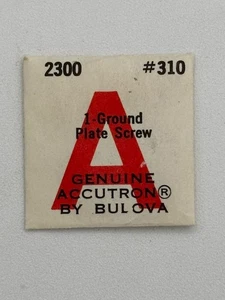 2300 #310
1-Ground
Plate Screw
A
GENUINE
ACCUTRON®
BY BULOVA